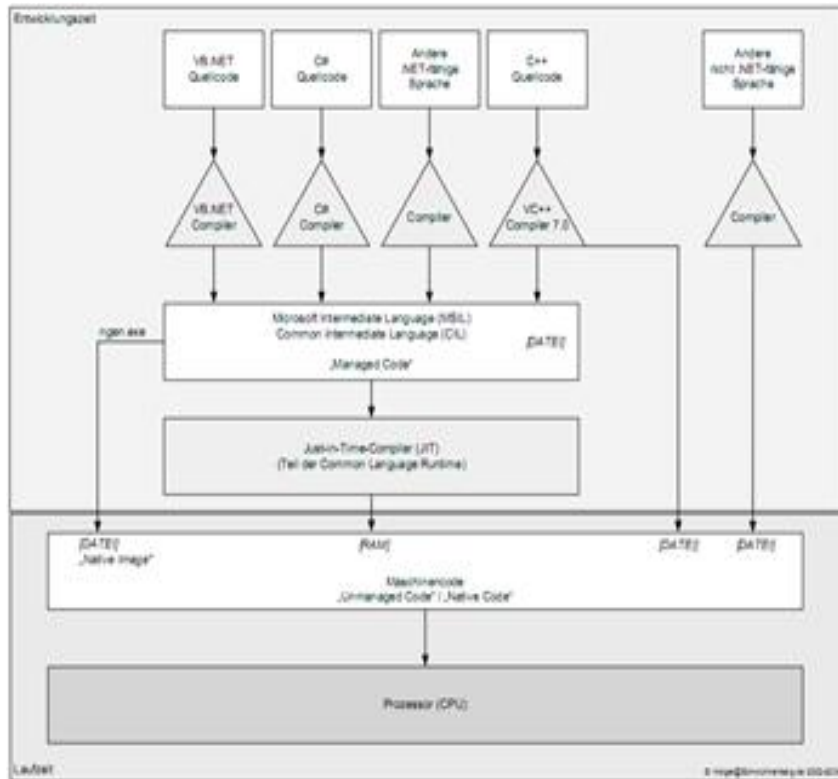 Entwicklungszeit
VB.NET
Quellcode
C#
Quellcode
Andere
.NET-fähige
Sprache
C++
Quellcode
Andere
nicht .NET-fähige
Sprache
VB.NET
Compiler
C#
Compiler
Compiler
VC++
Compiler 7.0
Compiler
ngen.exe
Microsoft Intermediate Language (MSIL)
Common Intermediate Language (CIL)
[DATEI]
„Managed Code"
Just-in-Time-Compiler (JIT)
(Teil der Common Language Runtime)
[DATEI]
„Native Image"
[RAM]
[DATEI]
[DATEI]
Maschinencode
„Unmanaged Code" / „Native Code"
Prozessor (CPU)
Laufzeit